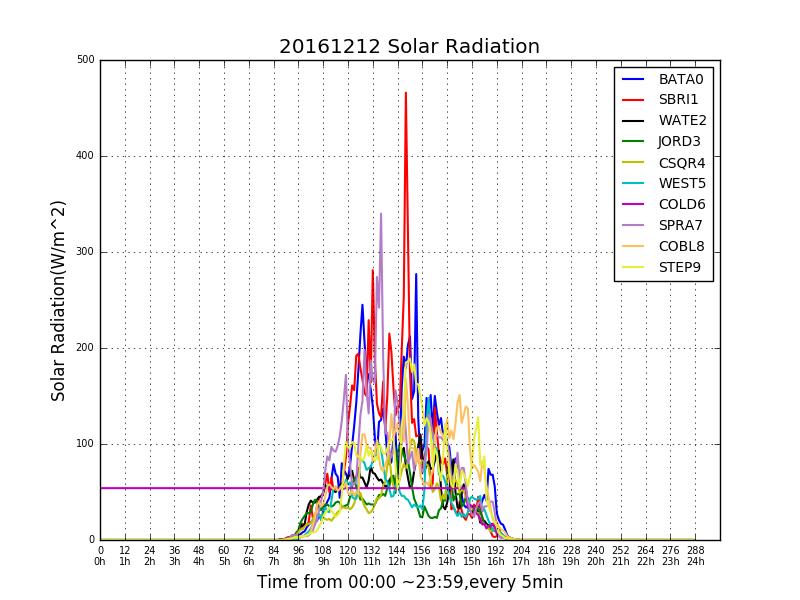 20161212 Solar Radiation
500
400
300
200
100
0
Solar Radiation(W/m^2)
BATA0
SBRI1
WATE2
JORD3
CSQR4
WEST5
COLD6
SPRA7
COBL8
STEP9
0 12 24 36 48 60 72 84 96 108 120 132 144 156 168 180 192 204 216 228 240 252 264 276 288
0h 1h 2h 3h 4h 5h 6h 7h 8h 9h 10h 11h 12h 13h 14h 15h 16h 17h 18h 19h 20h 21h 22h 23h 24h
Time from 00:00 ~23:59,every 5min